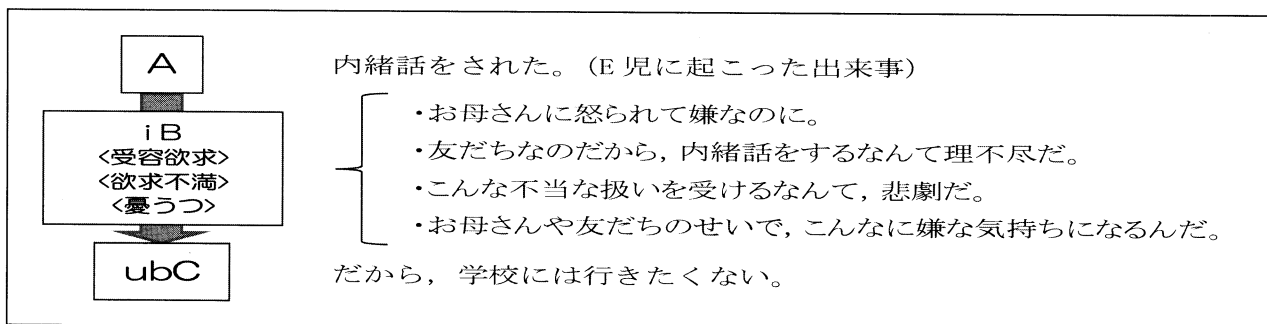 A
内緒話をされた。(E 児に起こった出来事)
iB
<受容欲求>
<欲求不満>
<憂うつ>
・お母さんに怒られて嫌なのに。
・友だちなのだから,内緒話をするなんて理不尽だ。
・こんな不当な扱いを受けるなんて,悲劇だ。
・お母さんや友だちのせいで,こんなに嫌な気持ちになるんだ。
ubC
だから,学校には行きたくない。